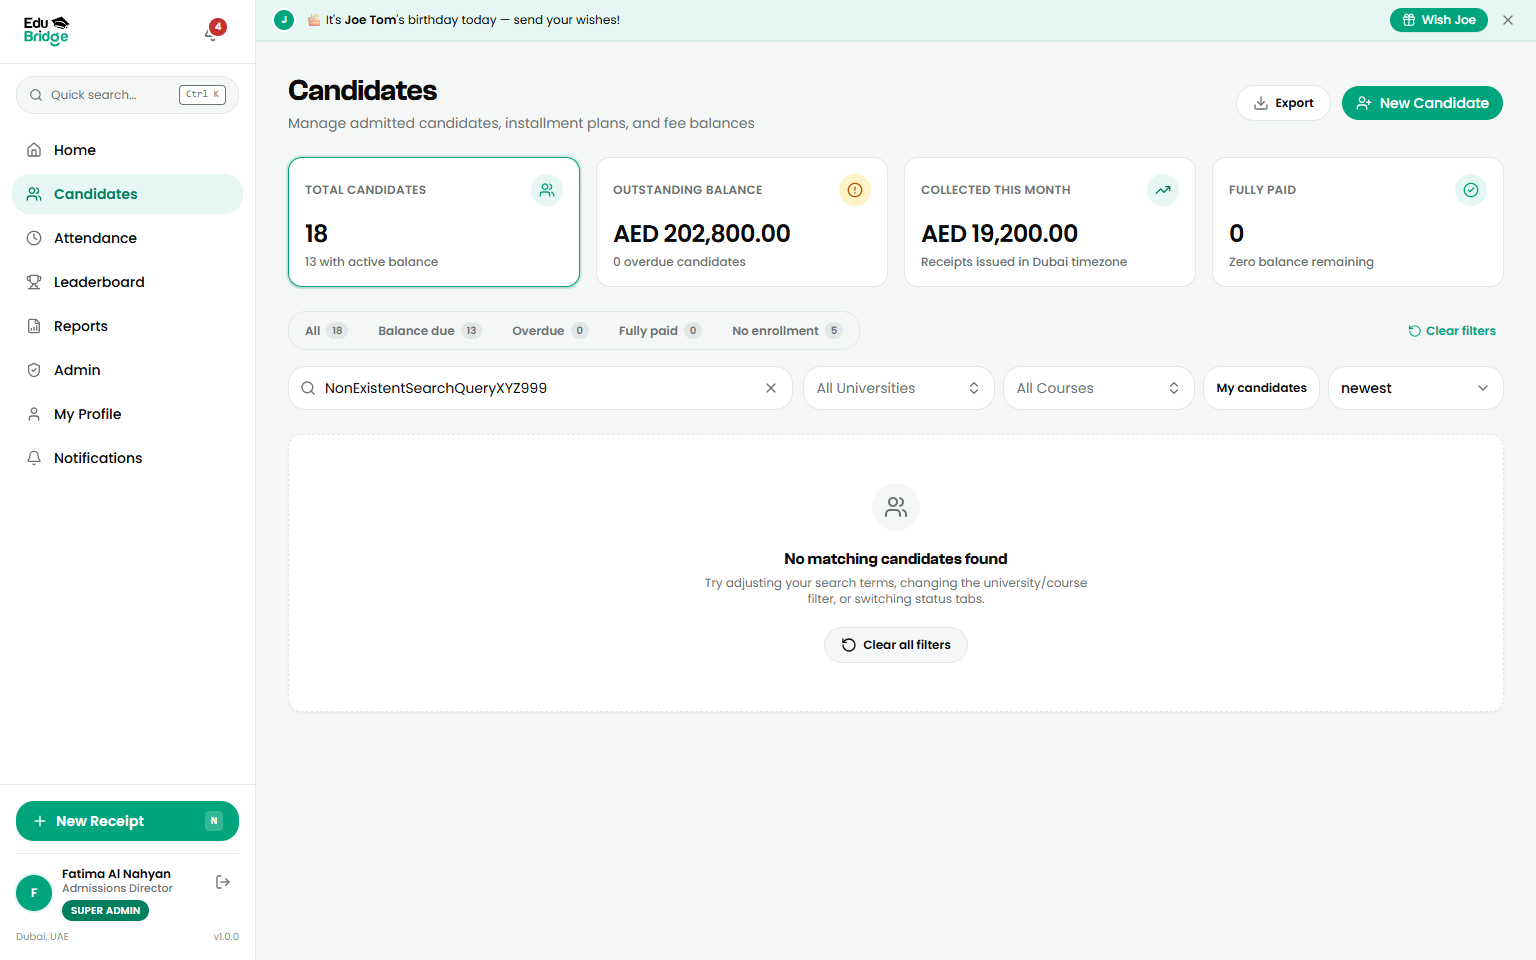 Edu
Bridge
4
J
It's Joe Tom's birthday today — send your wishes!
Wish Joe
Quick search...
Ctrl K
Home
Candidates
Attendance
Leaderboard
Reports
Admin
My Profile
Notifications
New Receipt
N
F
Fatima Al Nahyan
Admissions Director
SUPER ADMIN
Dubai, UAE
v1.0.0
Candidates
Manage admitted candidates, installment plans, and fee balances
Export
New Candidate
TOTAL CANDIDATES
18
13 with active balance
OUTSTANDING BALANCE
AED 202,800.00
0 overdue candidates
COLLECTED THIS MONTH
AED 19,200.00
Receipts issued in Dubai timezone
FULLY PAID
0
Zero balance remaining
All 18
Balance due 13
Overdue 0
Fully paid 0
No enrollment 5
Clear filters
NonExistentSearchQueryXYZ999
All Universities
All Courses
My candidates
newest
No matching candidates found
Try adjusting your search terms, changing the university/course
filter, or switching status tabs.
Clear all filters